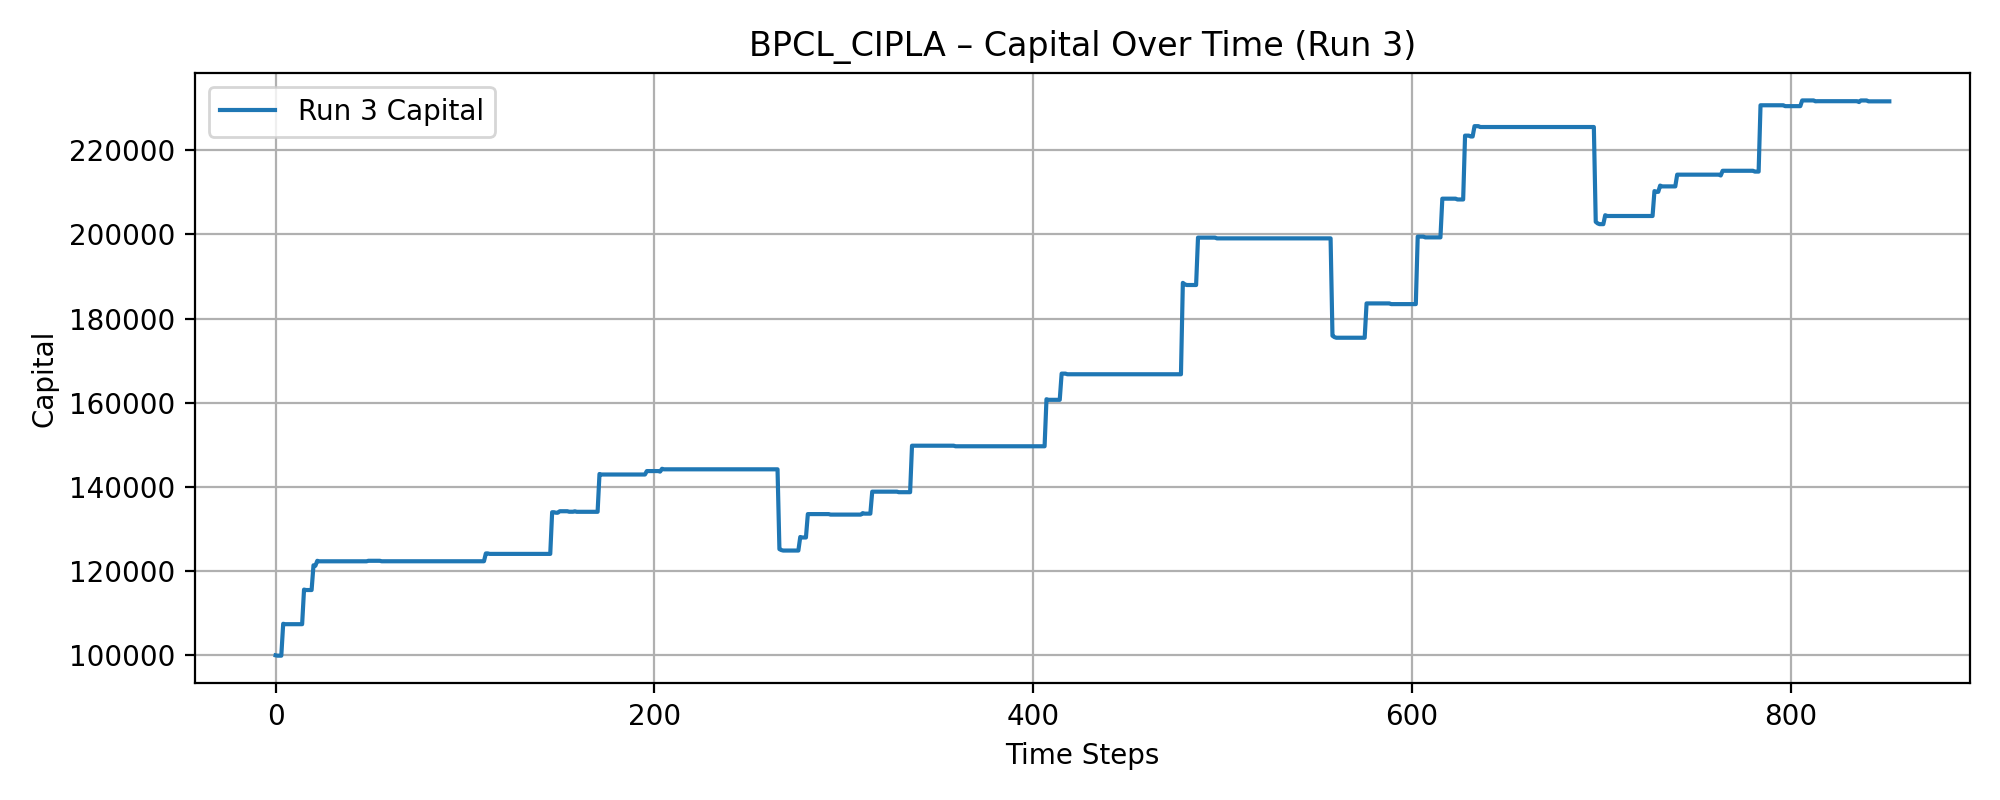 BPCL_CIPLA – Capital Over Time (Run 3)
Run 3 Capital
220000
200000
180000
160000
140000
120000
100000
Capital
0 200 400 600 800
Time Steps